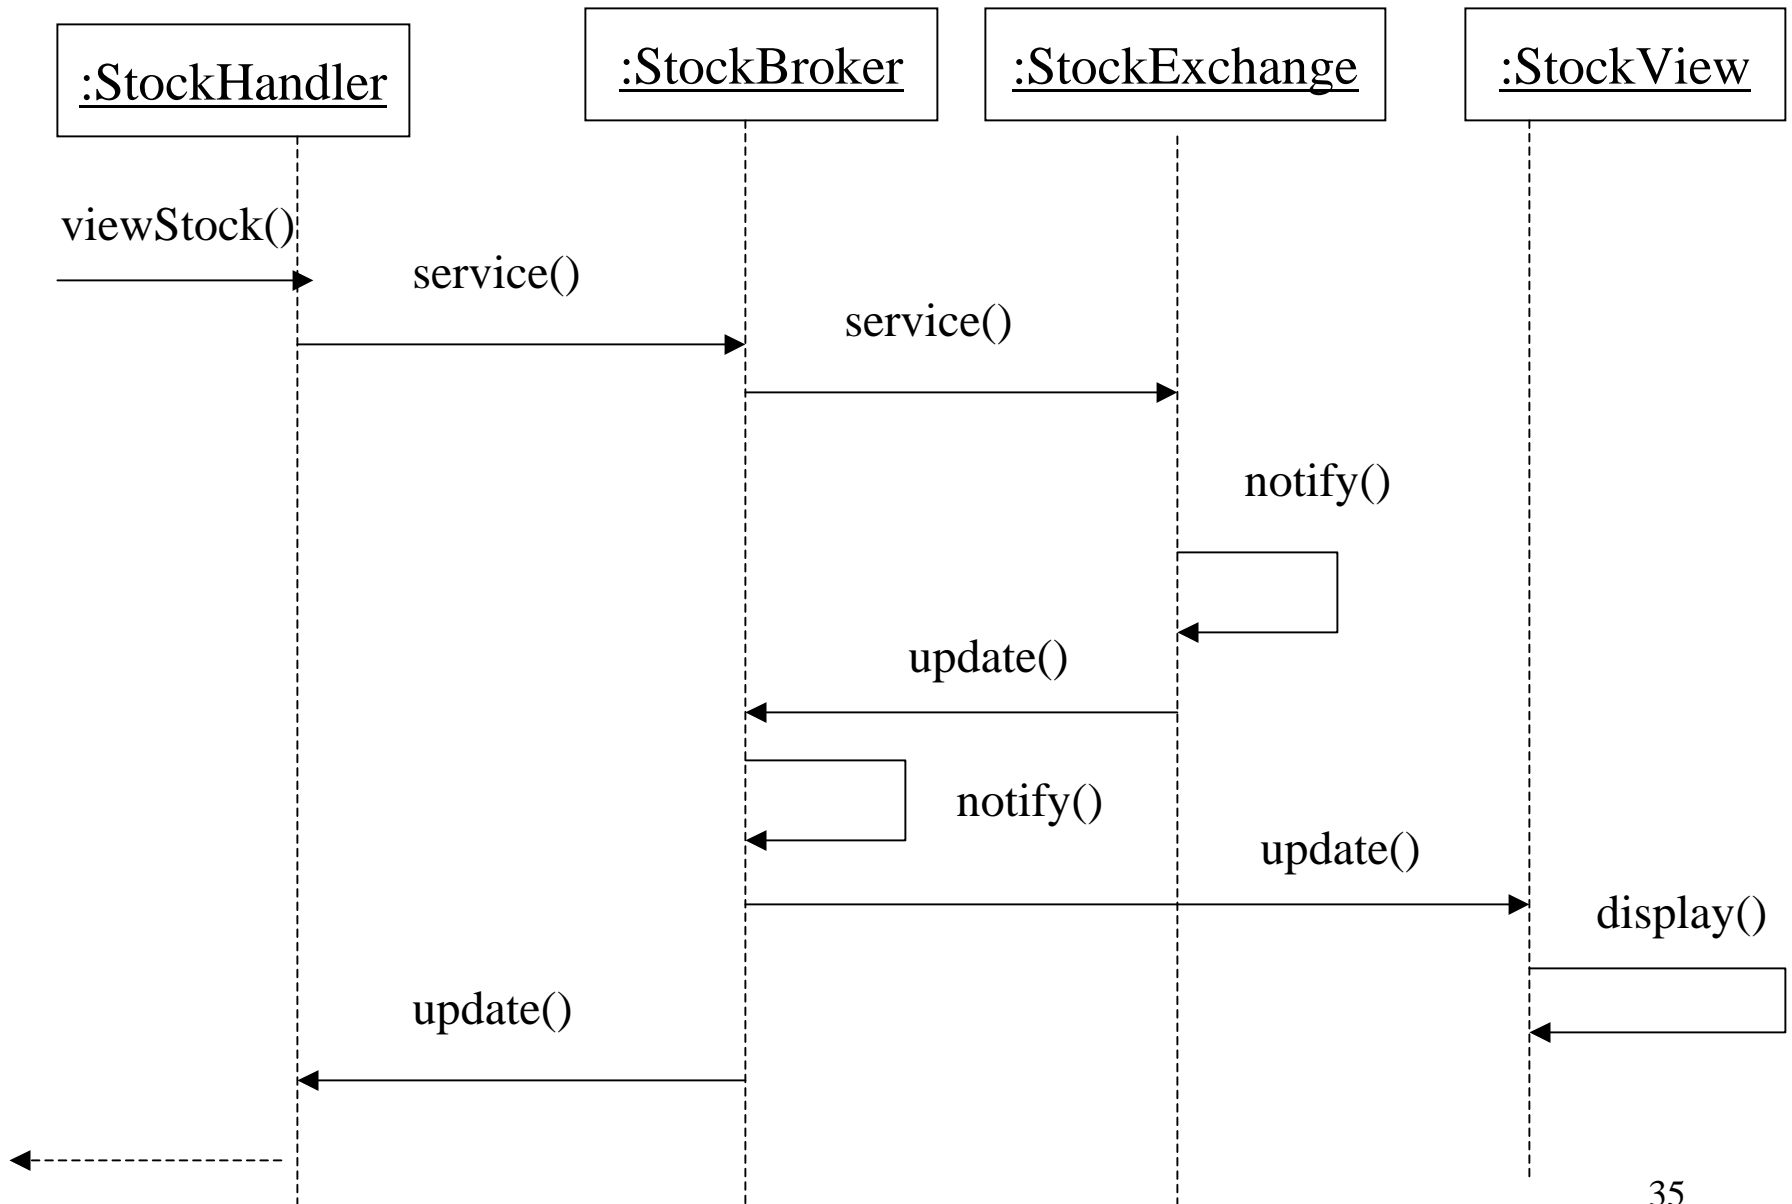 :StockHandler
:StockBroker
:StockExchange
:StockView
viewStock()
service()
service()
notify()
update()
notify()
update()
display()
update()
35